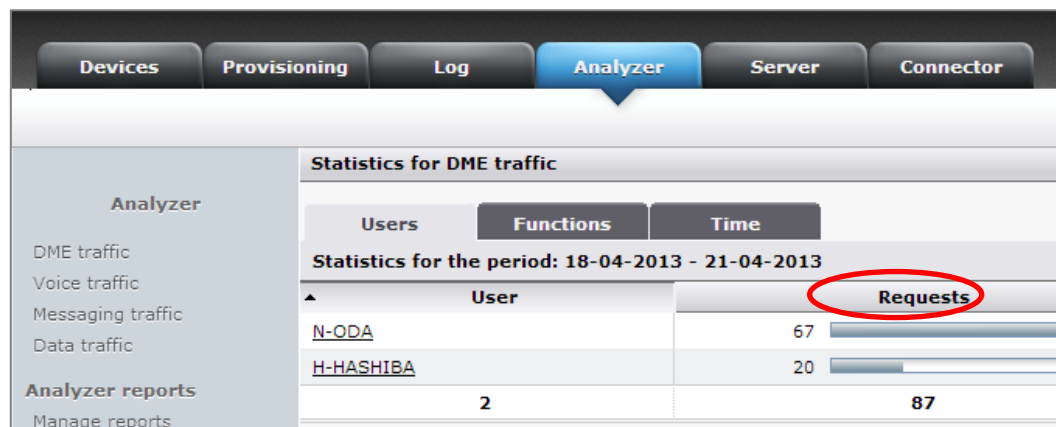 Devices Provisioning Log Analyzer Server Connector
Statistics for DME traffic
Analyzer
Users Functions Time
DME traffic
Statistics for the period: 18-04-2013 - 21-04-2013
Voice traffic
User Requests
Messaging traffic
N-ODA 67
Data traffic
H-HASHIBA 20
Analyzer reports
2 87
Manage reports